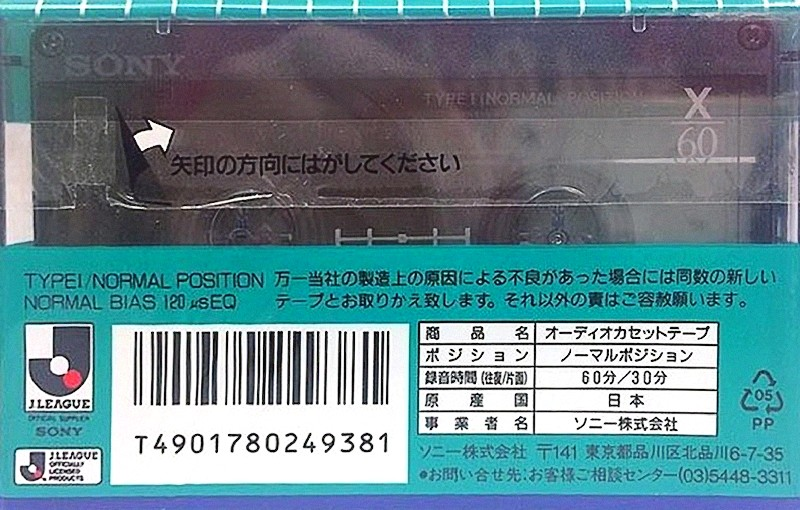 SONY
TYPE I (NORMAL) POSITION
X
60
矢印の方向にはがしてください
TYPEI/NORMAL POSITION
NORMAL BIAS 120 μsEQ
万一当社の製造上の原因による不良があった場合には同数の新しい
テープとお取りかえ致します。それ以外の責はご容赦願います。
J.LEAGUE
OFFICIAL SUPPLIER
SONY
J.LEAGUE
OFFICIALLY
LICENSED
PRODUCTS
T4901780249381
商品名 オーディオカセットテープ
ポジション ノーマルポジション
録音時間(往復/片面) 60分/30分
原産国 日本
事業者名 ソニー株式会社
05
PP
ソニー株式会社 〒141 東京都品川区北品川6-7-35
●お問い合せ先:お客様ご相談センター(03)5448-3311